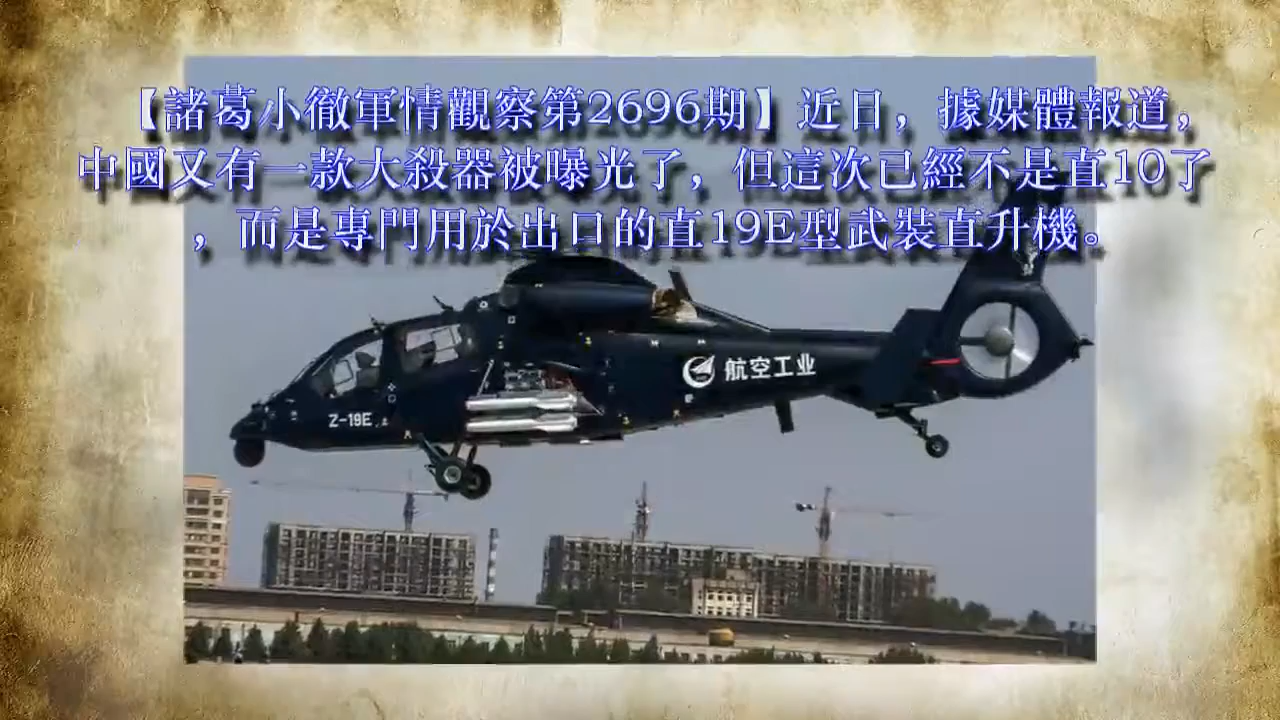 【諸葛小徹軍情觀察第2696期】近日，據媒體報道，
中國又有一款大殺器被曝光了，但這次已經不是直10了
，而是專門用於出口的直19E型武裝直升機。
航空工业
Z-19E